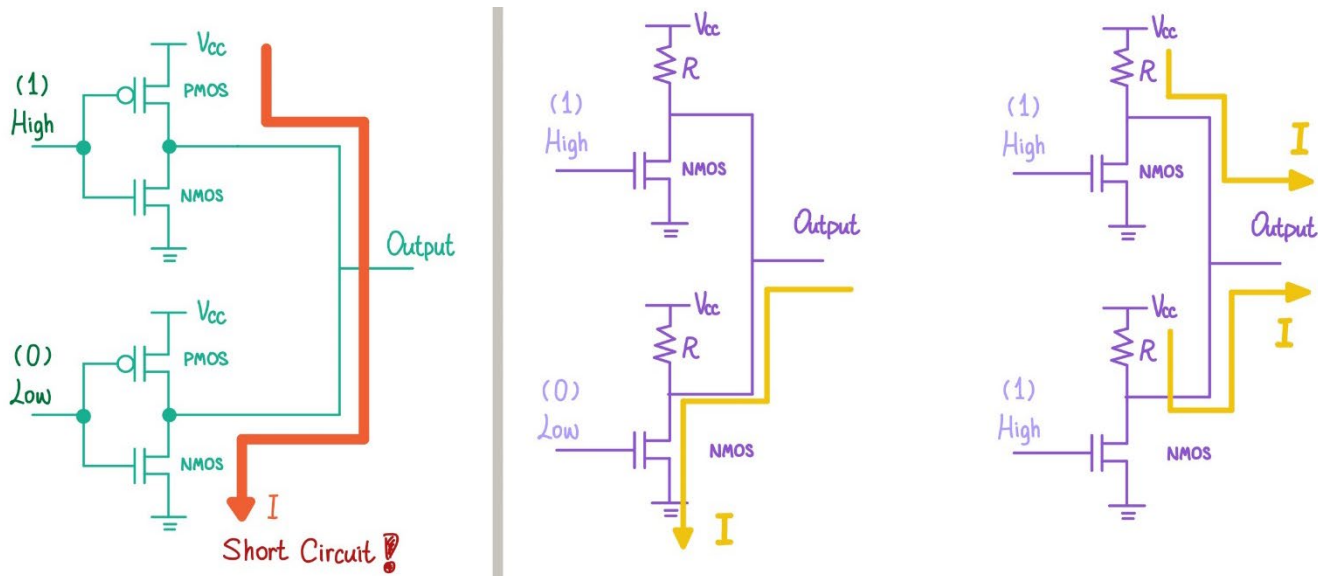 Vcc
(1)
High
PMOS
NMOS
Output
Vcc
(0)
Low
PMOS
NMOS
I
Short Circuit!
Vcc
R
(1)
High
NMOS
Output
Vcc
R
(0)
Low
NMOS
I
Vcc
R
(1)
High
NMOS
I
Output
Vcc
R
I
(1)
High
NMOS